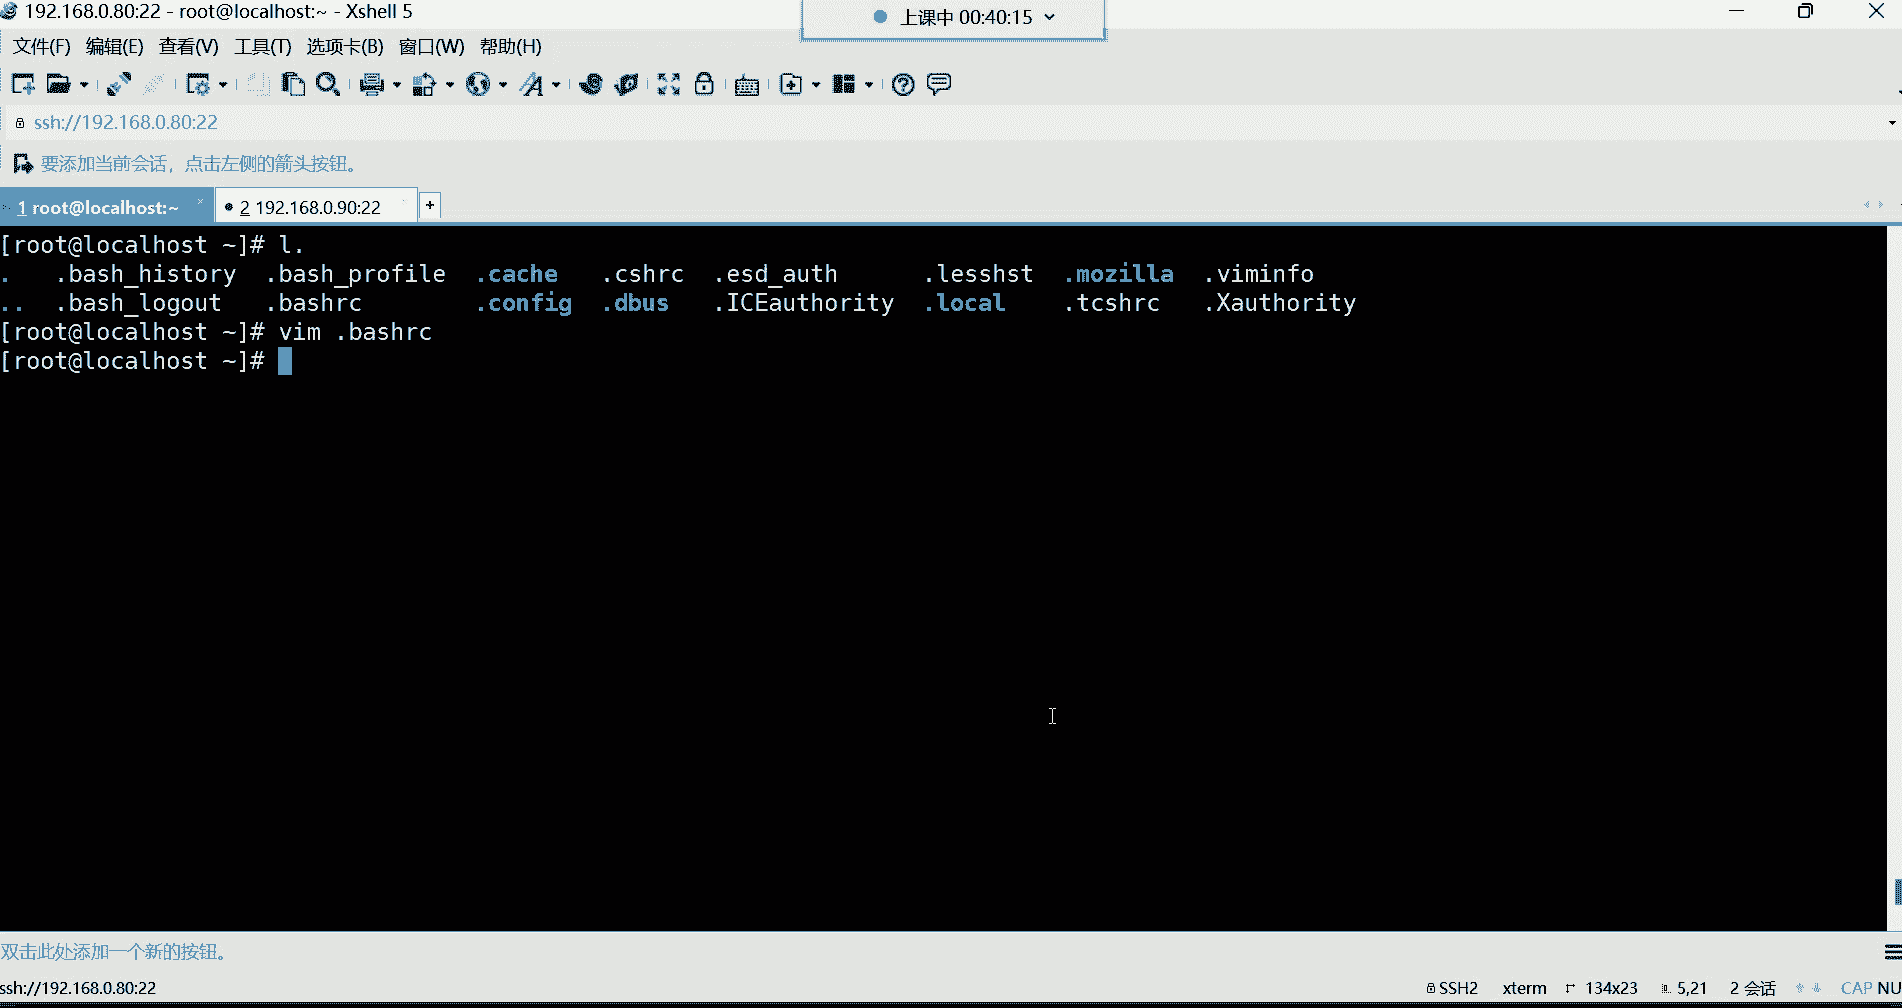 192.168.0.80:22 - root@localhost:~ - Xshell 5
上课中 00:40:15
文件(F) 编辑(E) 查看(V) 工具(T) 选项卡(B) 窗口(W) 帮助(H)
ssh://192.168.0.80:22
要添加当前会话，点击左侧的箭头按钮。
1 root@localhost:~ × 2 192.168.0.90:22 +
[root@localhost ~]# l.
. .bash_history .bash_profile .cache .cshrc .esd_auth .lesshst .mozilla .viminfo
.. .bash_logout .bashrc .config .dbus .ICEauthority .local .tcshrc .Xauthority
[root@localhost ~]# vim .bashrc
[root@localhost ~]#
双击此处添加一个新的按钮。
ssh://192.168.0.80:22 SSH2 xterm 134x23 5,21 2 会话 CAP NU